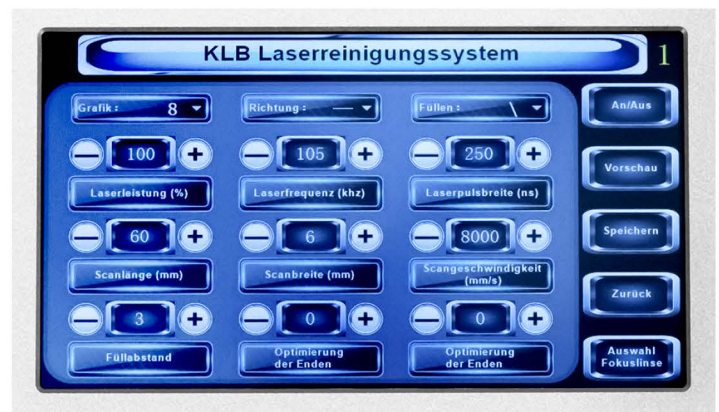 KLB Laserreinigungssystem
1
Grafik: 8
Richtung: —
Füllen: \
An/Aus
100
105
250
Laserleistung (%)
Laserfrequenz (khz)
Laserpulsbreite (ns)
Vorschau
60
6
8000
Scanlänge (mm)
Scanbreite (mm)
Scangeschwindigkeit
(mm/s)
Speichern
3
0
0
Füllabstand
Optimierung
der Enden
Optimierung
der Enden
Zurück
Auswahl
Fokuslinse